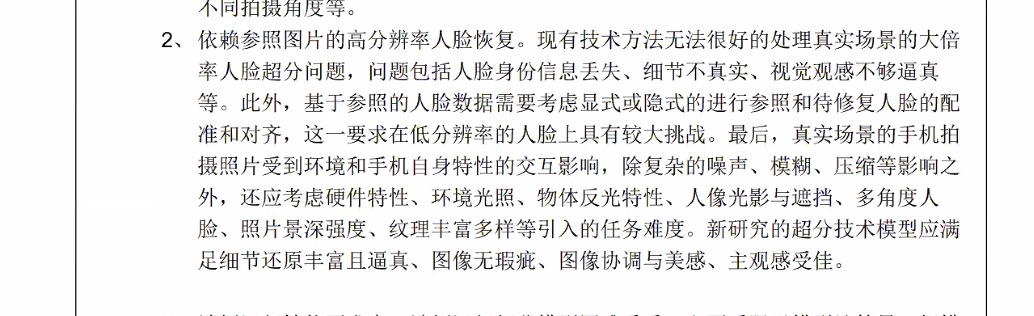 不同拍摄角度等。
2、 依赖参照图片的高分辨率人脸恢复。现有技术方法无法很好的处理真实场景的大倍
率人脸超分问题，问题包括人脸身份信息丢失、细节不真实、视觉观感不够逼真
等。此外，基于参照的人脸数据需要考虑显式或隐式的进行参照和待修复人脸的配
准和对齐，这一要求在低分辨率的人脸上具有较大挑战。最后，真实场景的手机拍
摄照片受到环境和手机自身特性的交互影响，除复杂的噪声、模糊、压缩等影响之
外，还应考虑硬件特性、环境光照、物体反光特性、人像光影与遮挡、多角度人
脸、照片景深强度、纹理丰富多样等引入的任务难度。新研究的超分技术模型应满
足细节还原丰富且逼真、图像无瑕疵、图像协调与美感、主观感受佳。